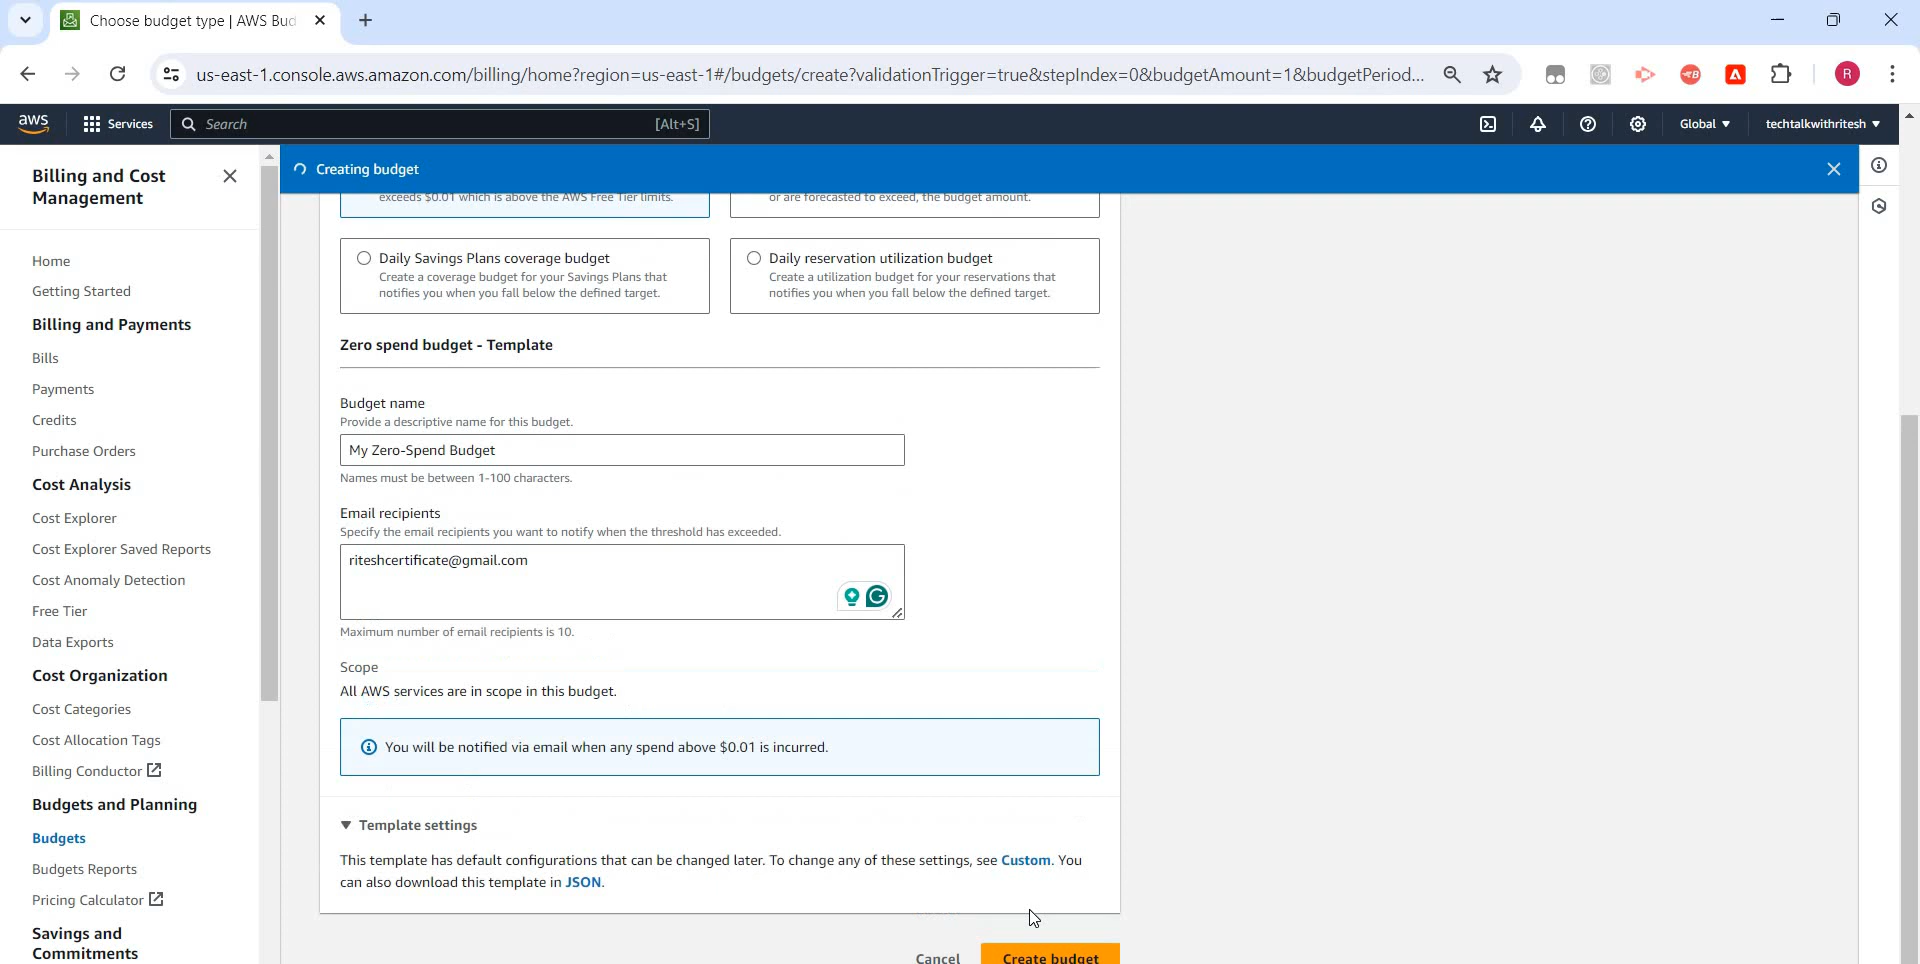 Choose budget type | AWS Bud
us-east-1.console.aws.amazon.com/billing/home?region=us-east-1#/budgets/create?validationTrigger=true&stepIndex=0&budgetAmount=1&budgetPeriod...
R
aws
Services
Search
[Alt+S]
Global
techtalkwithritesh
Billing and Cost
Management
Home
Getting Started
Billing and Payments
Bills
Payments
Credits
Purchase Orders
Cost Analysis
Cost Explorer
Cost Explorer Saved Reports
Cost Anomaly Detection
Free Tier
Data Exports
Cost Organization
Cost Categories
Cost Allocation Tags
Billing Conductor
Budgets and Planning
Budgets
Budgets Reports
Pricing Calculator
Savings and
Commitments
Creating budget
exceeds $0.01 which is above the AWS Free Tier limits.
or are forecasted to exceed, the budget amount.
Daily Savings Plans coverage budget
Create a coverage budget for your Savings Plans that
notifies you when you fall below the defined target.
Daily reservation utilization budget
Create a utilization budget for your reservations that
notifies you when you fall below the defined target.
Zero spend budget - Template
Budget name
Provide a descriptive name for this budget.
My Zero-Spend Budget
Names must be between 1-100 characters.
Email recipients
Specify the email recipients you want to notify when the threshold has exceeded.
riteshcertificate@gmail.com
Maximum number of email recipients is 10.
Scope
All AWS services are in scope in this budget.
You will be notified via email when any spend above $0.01 is incurred.
Template settings
This template has default configurations that can be changed later. To change any of these settings, see Custom. You
can also download this template in JSON.
Cancel
Create budget